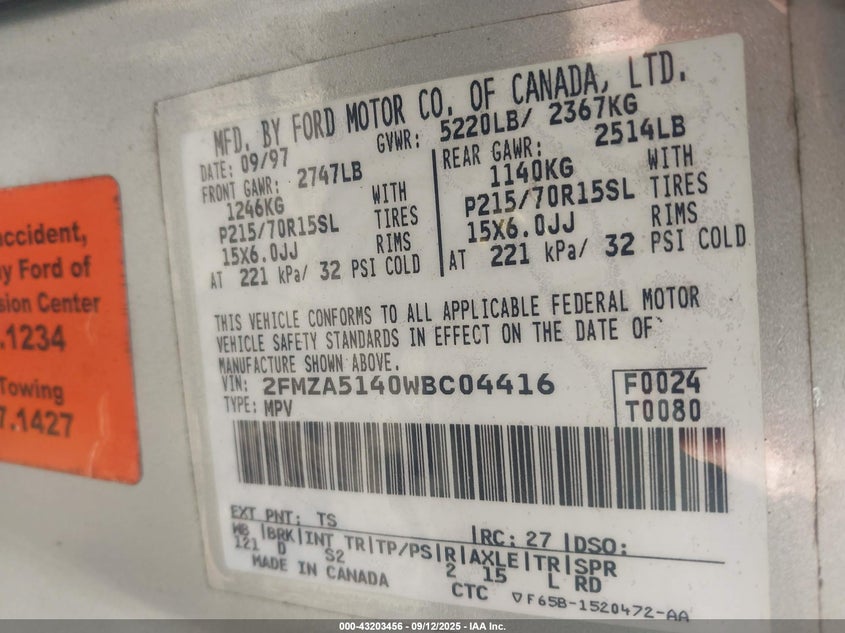 MFD. BY FORD MOTOR CO. OF CANADA, LTD.
DATE: 09/97 GVWR: 5220LB/ 2367KG
FRONT GAWR: 2747LB
1246KG WITH
P215/70R15SL TIRES
15X6.0JJ RIMS
AT 221 kPa/ 32 PSI COLD
REAR GAWR: 2514LB
1140KG WITH
P215/70R15SL TIRES
15X6.0JJ RIMS
AT 221 kPa/ 32 PSI COLD
THIS VEHICLE CONFORMS TO ALL APPLICABLE FEDERAL MOTOR
VEHICLE SAFETY STANDARDS IN EFFECT ON THE DATE OF
MANUFACTURE SHOWN ABOVE.
VIN: 2FMZA5140WBC04416
TYPE: MPV
F0024
T0080
EXT PNT: TS RC: 27 DSO:
WB BRK INT TR TP/PS R AXLE TR SPR
121 D S2 2 15 L RD
MADE IN CANADA CTC F65B-1520472-AA
accident,
by Ford of
sion Center
.1234
Towing
7.1427
000-43203456 - 09/12/2025 - IAA Inc.